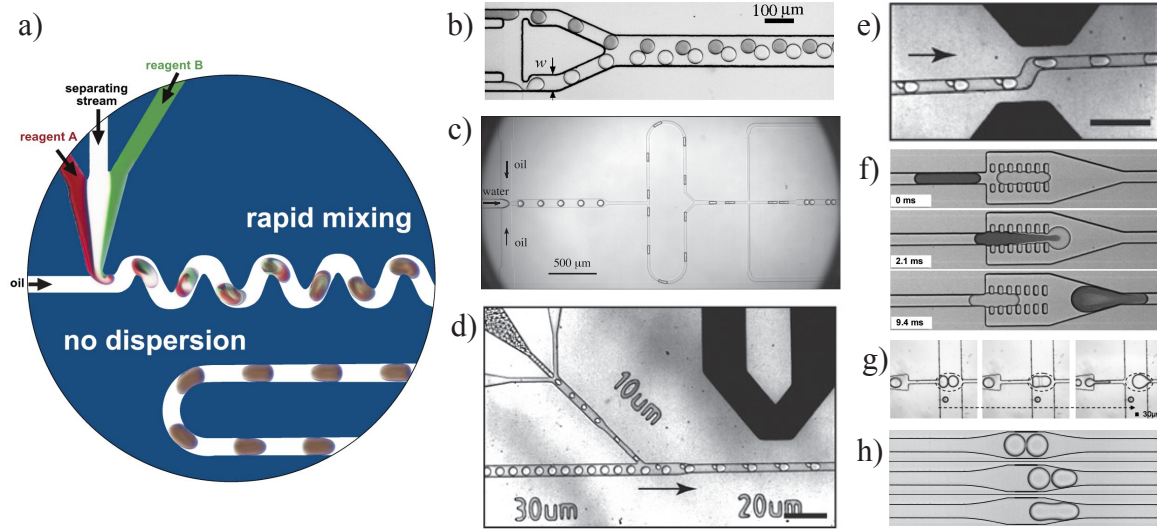 a)
reagent B
separating
stream
reagent A
rapid mixing
oil
no dispersion
b)
100 µm
w
c)
oil
water
oil
500 µm
d)
10um
30um
20um
e)
f)
0 ms
2.1 ms
9.4 ms
g)
h)